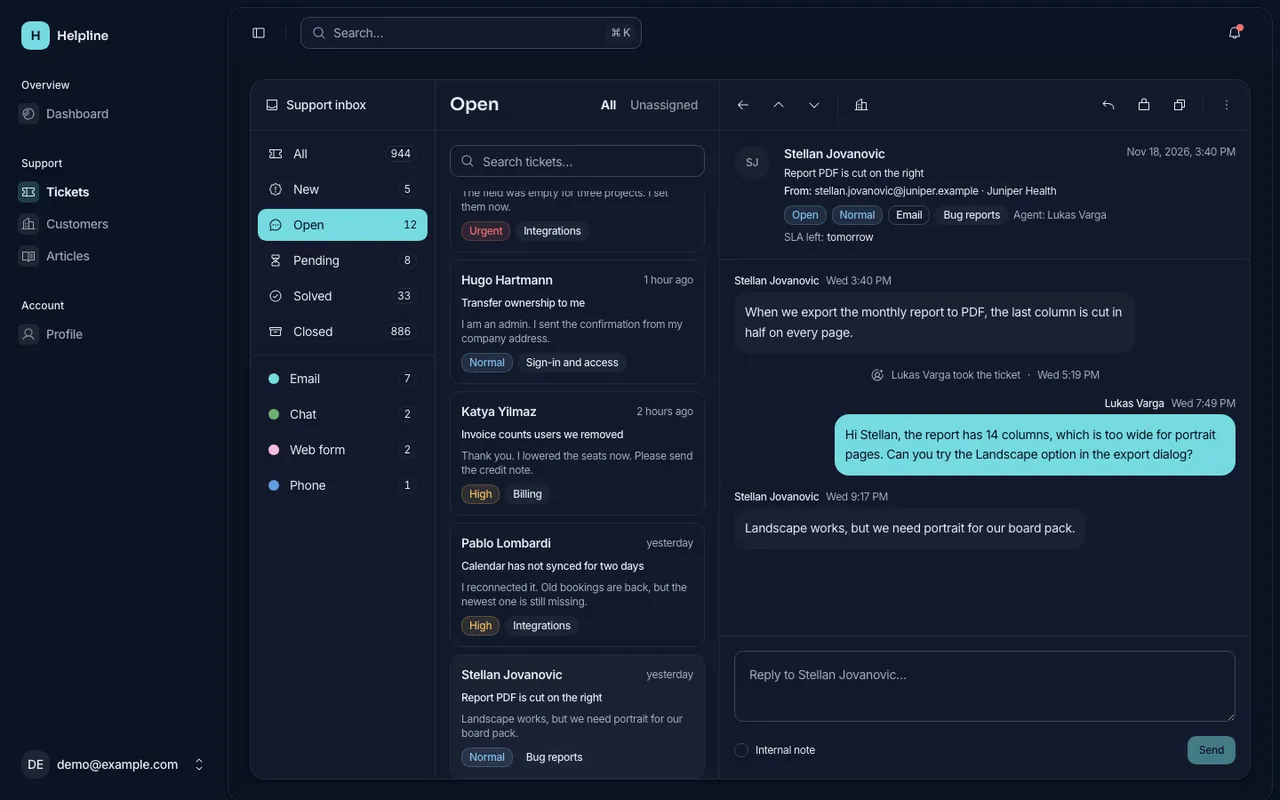 H Helpline
Overview
Dashboard
Support
Tickets
Customers
Articles
Account
Profile
DE demo@example.com
Search... ⌘ K
Support inbox
All 944
New 5
Open 12
Pending 8
Solved 33
Closed 886
Email 7
Chat 2
Web form 2
Phone 1
Open All Unassigned
Search tickets...
The field was empty for three projects. I set
them now.
Urgent Integrations
Hugo Hartmann 1 hour ago
Transfer ownership to me
I am an admin. I sent the confirmation from my
company address.
Normal Sign-in and access
Katya Yilmaz 2 hours ago
Invoice counts users we removed
Thank you. I lowered the seats now. Please send
the credit note.
High Billing
Pablo Lombardi yesterday
Calendar has not synced for two days
I reconnected it. Old bookings are back, but the
newest one is still missing.
High Integrations
Stellan Jovanovic yesterday
Report PDF is cut on the right
Landscape works, but we need portrait for our
board pack.
Normal Bug reports
SJ Stellan Jovanovic Nov 18, 2026, 3:40 PM
Report PDF is cut on the right
From: stellan.jovanovic@juniper.example · Juniper Health
Open Normal Email Bug reports Agent: Lukas Varga
SLA left: tomorrow
Stellan Jovanovic Wed 3:40 PM
When we export the monthly report to PDF, the last column is cut in
half on every page.
Lukas Varga took the ticket · Wed 5:19 PM
Lukas Varga Wed 7:49 PM
Hi Stellan, the report has 14 columns, which is too wide for portrait
pages. Can you try the Landscape option in the export dialog?
Stellan Jovanovic Wed 9:17 PM
Landscape works, but we need portrait for our board pack.
Reply to Stellan Jovanovic...
Internal note Send